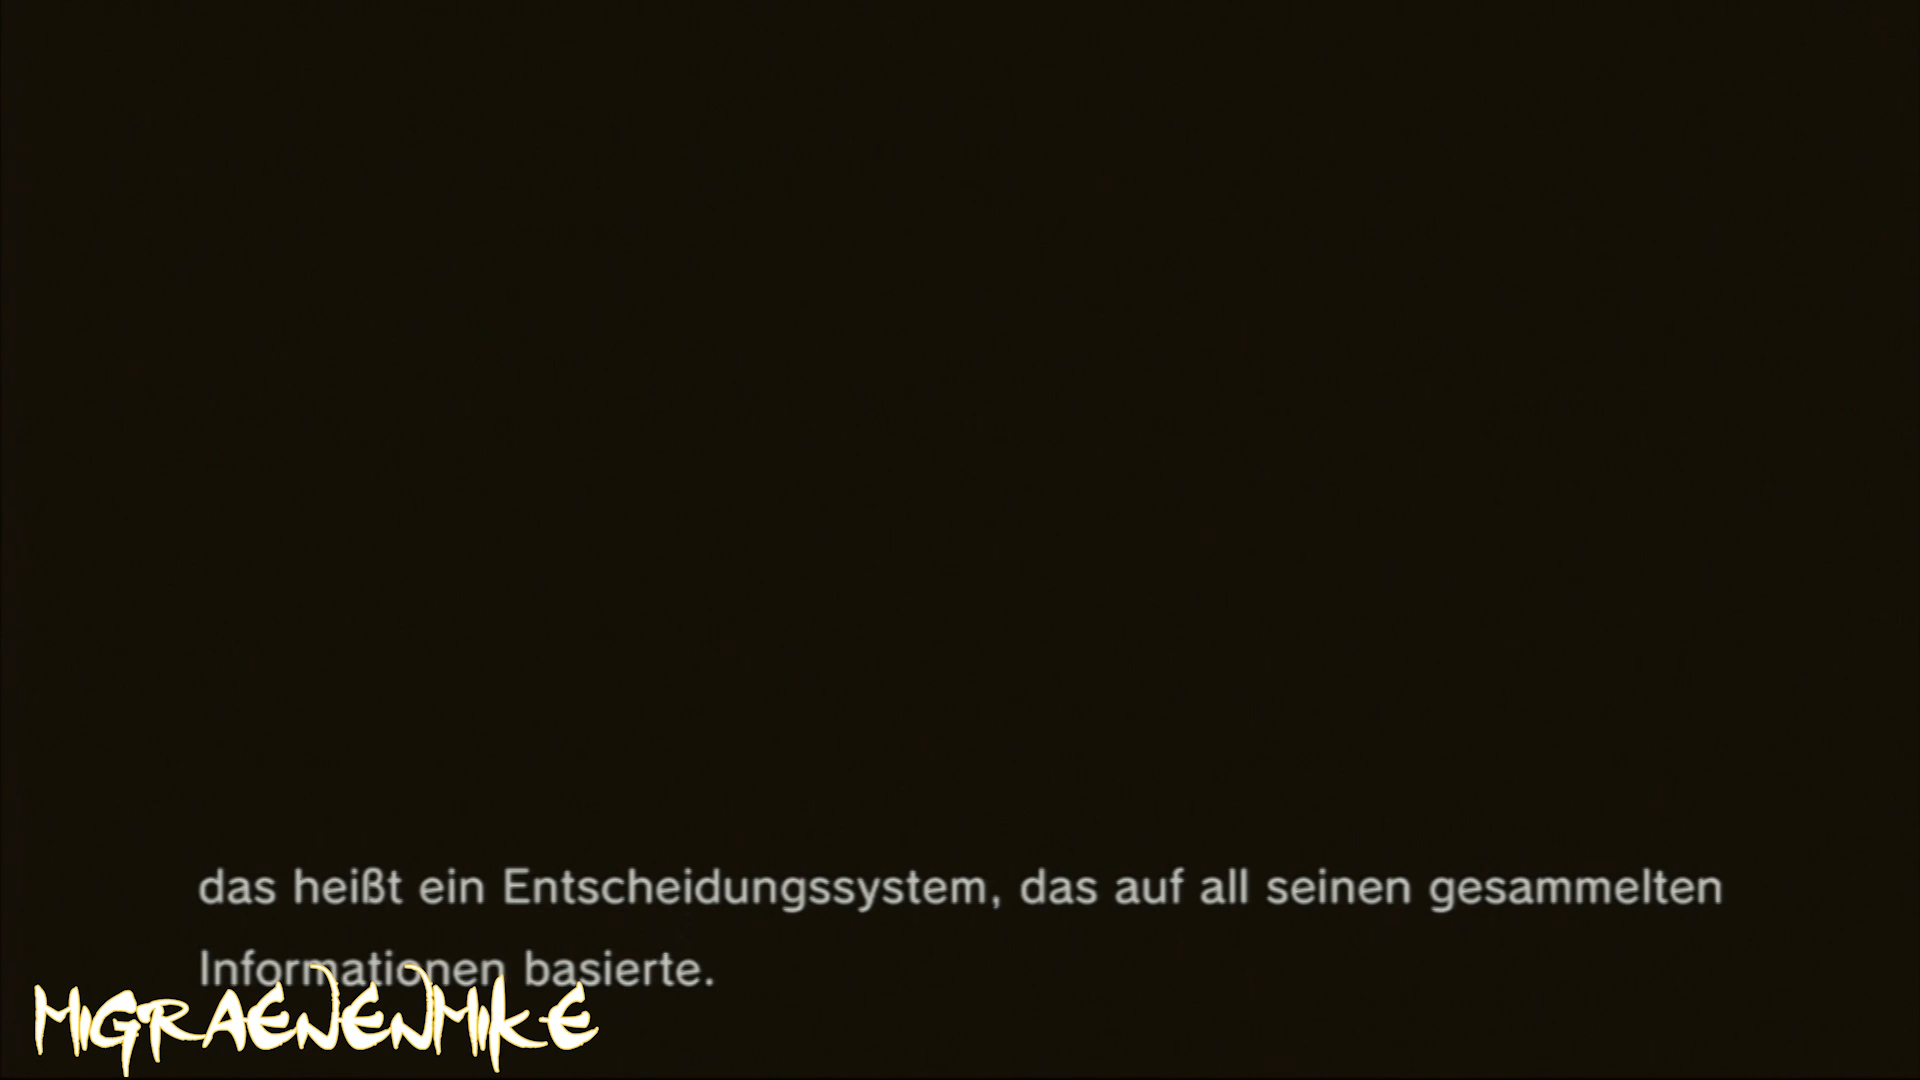 das heißt ein Entscheidungssystem, das auf all seinen gesammelten
Informationen basierte.
MIGRAENENMIKE